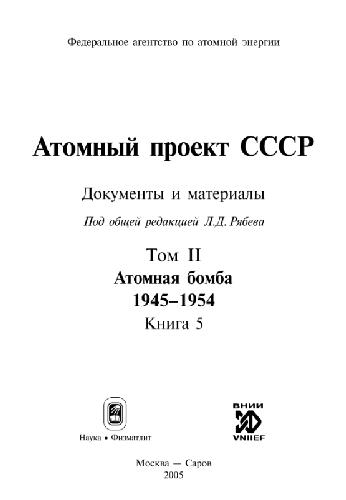 Федеральное агентство по атомной энергии
Атомный проект СССР
Документы и материалы
Под общей редакцией Л.Д. Рябева
Том II
Атомная бомба
1945–1954
Книга 5
ВНИИ
VNIIEF
Наука • Физматлит
Москва — Саров
2005